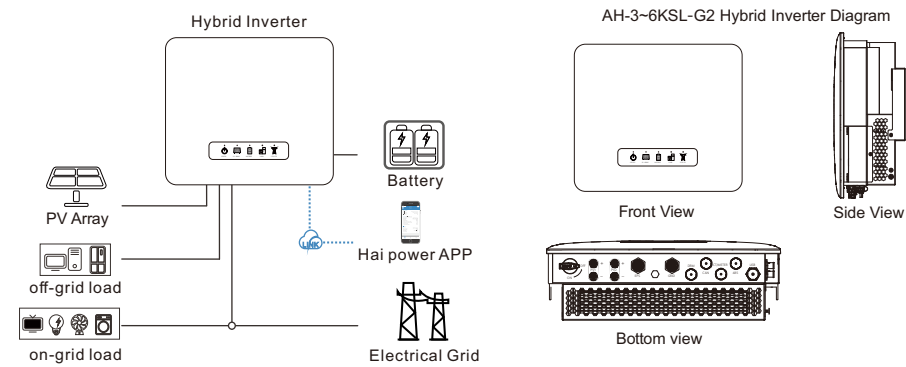 Hybrid Inverter
Battery
PV Array
LINK
Hai power APP
off-grid load
on-grid load
Electrical Grid
AH-3~6KSL-G2 Hybrid Inverter Diagram
Front View
Side View
Bottom view